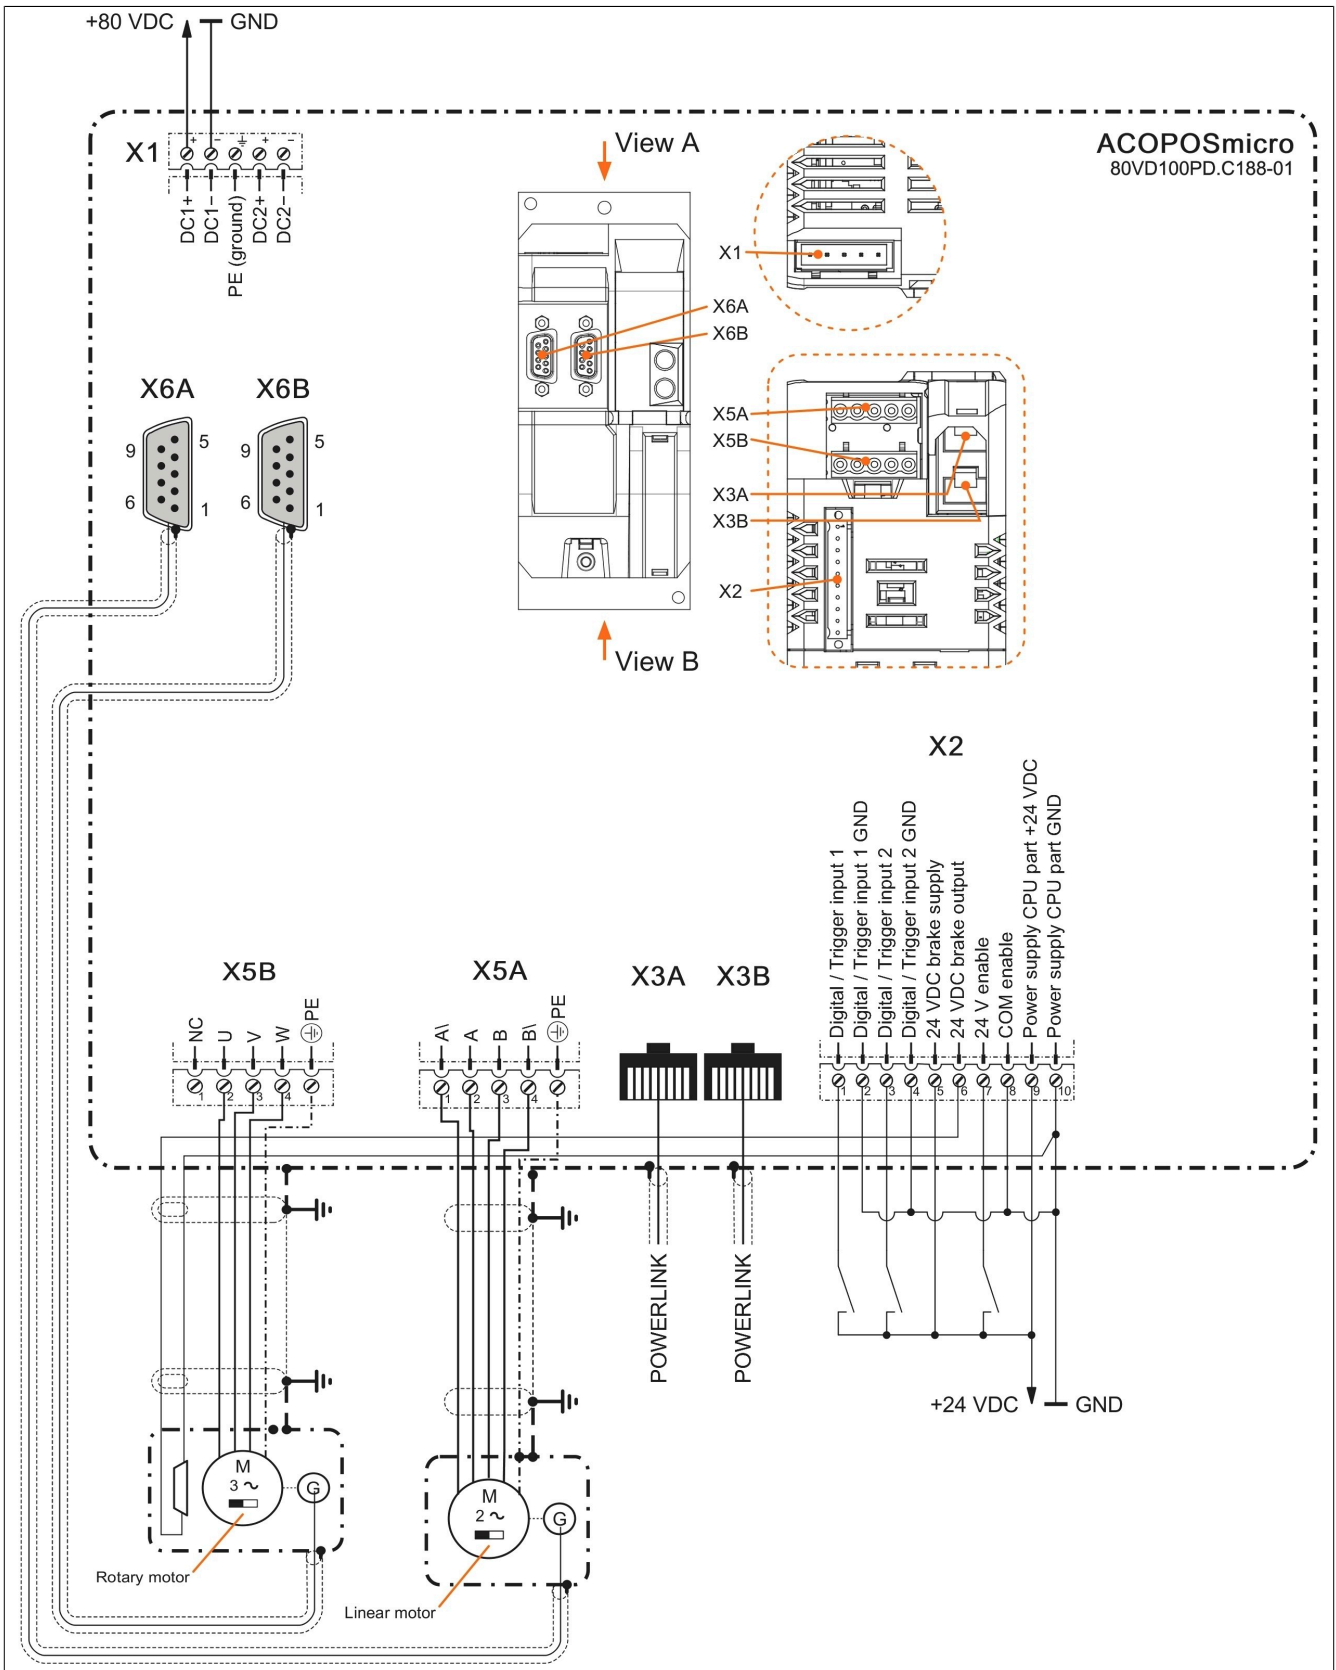 +80 VDC
GND
ACOPOSmicro
80VD100PD.C188-01
X1
+
−
+
−
DC1+
DC1−
PE (ground)
DC2+
DC2−
View A
X1
X6A
X6B
X5A
X5B
X3A
X3B
X2
View B
X6A
X6B
9
5
6
1
9
5
6
1
X2
Digital / Trigger input 1
Digital / Trigger input 1 GND
Digital / Trigger input 2
Digital / Trigger input 2 GND
24 VDC brake supply
24 VDC brake output
24 V enable
COM enable
Power supply CPU part +24 VDC
Power supply CPU part GND
1
2
3
4
5
6
7
8
9
10
X5B
NC
U
V
W
PE
1
2
3
4
X5A
A\
A
B
B\
PE
1
2
3
4
X3A
X3B
POWERLINK
POWERLINK
+24 VDC
GND
M
3 ~
G
Rotary motor
M
2 ~
G
Linear motor